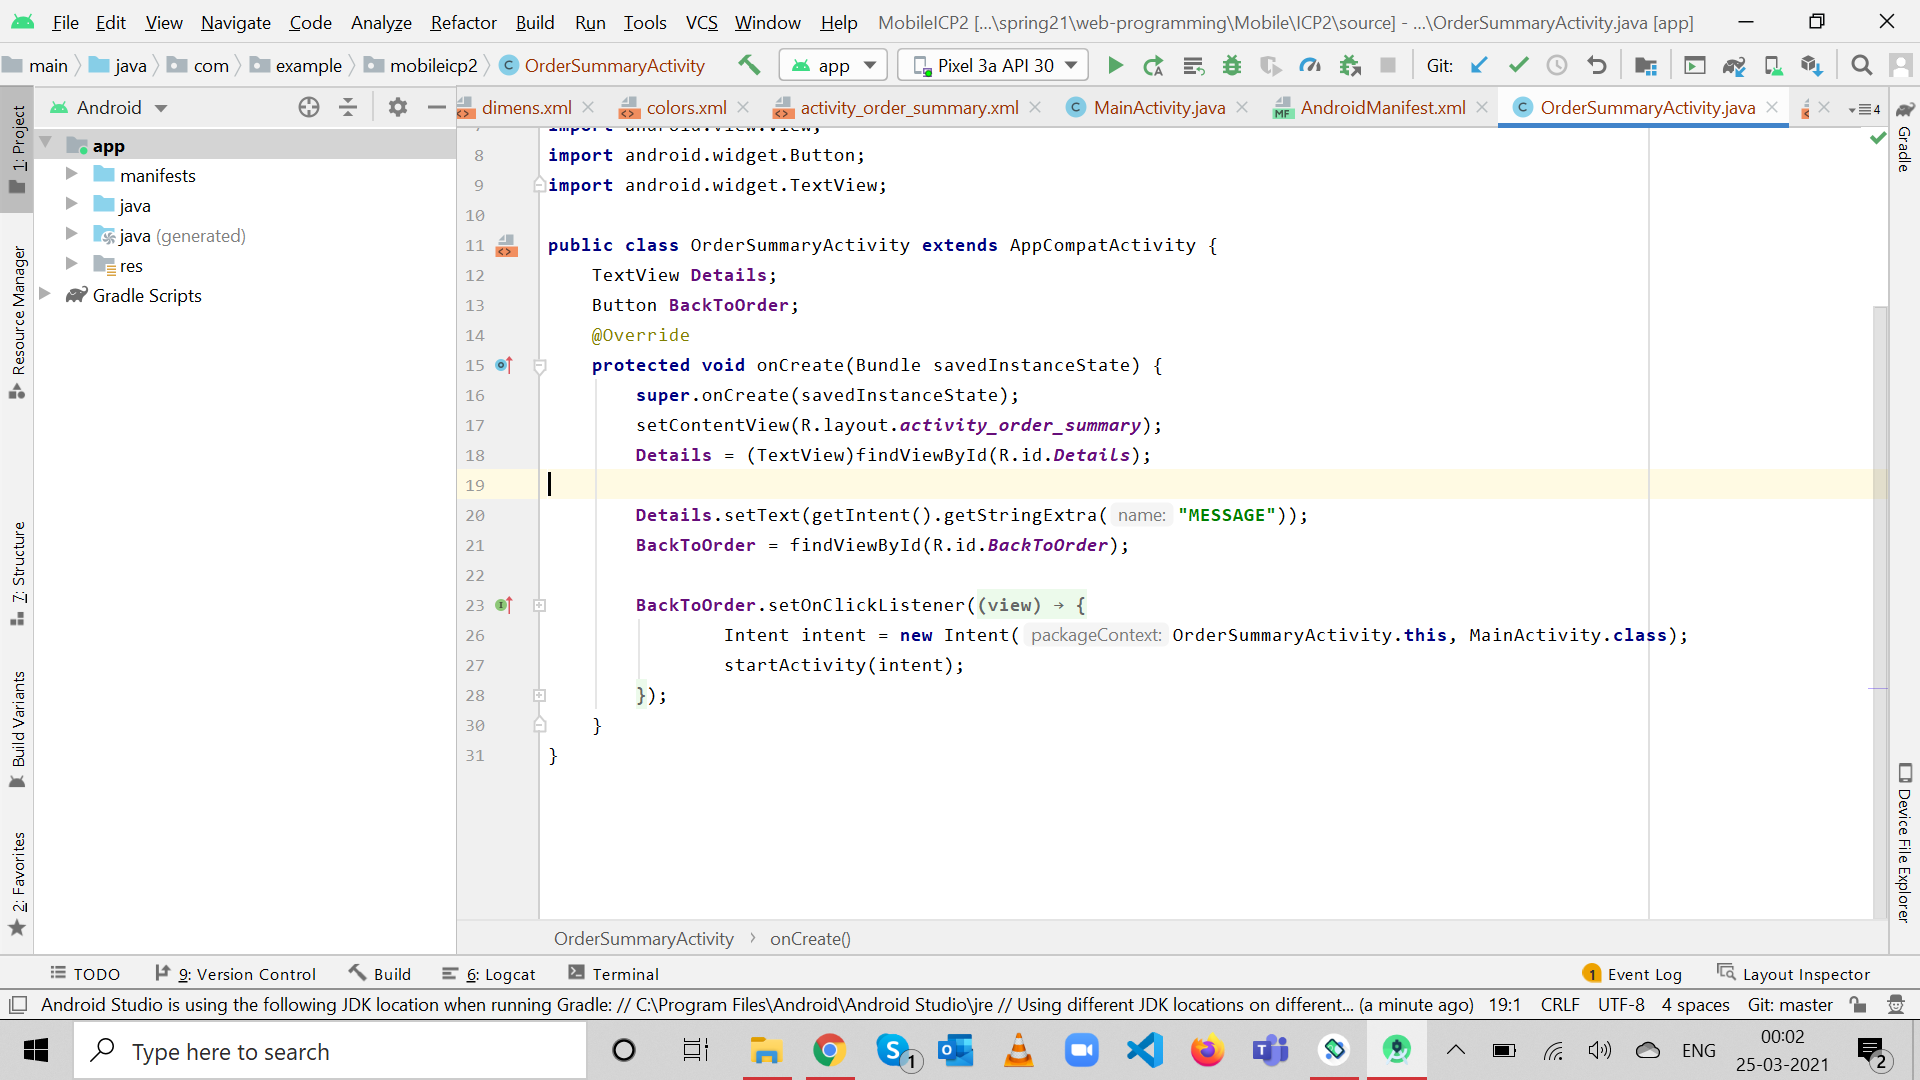 File Edit View Navigate Code Analyze Refactor Build Run Tools VCS Window Help MobileICP2 [...\spring21\web-programming\Mobile\ICP2\source] - ...\OrderSummaryActivity.java [app]
main java com example mobileicp2 OrderSummaryActivity app Pixel 3a API 30 Git:
Android dimens.xml colors.xml activity_order_summary.xml MainActivity.java AndroidManifest.xml OrderSummaryActivity.java 4
1: Project
Resource Manager
7: Structure
Build Variants
2: Favorites
app
manifests
java
java (generated)
res
Gradle Scripts
7 import android.view.View;
8 import android.widget.Button;
9 import android.widget.TextView;
10
11 public class OrderSummaryActivity extends AppCompatActivity {
12 TextView Details;
13 Button BackToOrder;
14 @Override
15 protected void onCreate(Bundle savedInstanceState) {
16 super.onCreate(savedInstanceState);
17 setContentView(R.layout.activity_order_summary);
18 Details = (TextView)findViewById(R.id.Details);
19
20 Details.setText(getIntent().getStringExtra( name: "MESSAGE"));
21 BackToOrder = findViewById(R.id.BackToOrder);
22
23 BackToOrder.setOnClickListener((view) → {
26 Intent intent = new Intent( packageContext: OrderSummaryActivity.this, MainActivity.class);
27 startActivity(intent);
28 });
30 }
31 }
Gradle
Device File Explorer
OrderSummaryActivity › onCreate()
TODO 9: Version Control Build 6: Logcat Terminal 1 Event Log Layout Inspector
Android Studio is using the following JDK location when running Gradle: // C:\Program Files\Android\Android Studio\jre // Using different JDK locations on different... (a minute ago) 19:1 CRLF UTF-8 4 spaces Git: master
Type here to search 1 ENG 00:02
25-03-2021 2